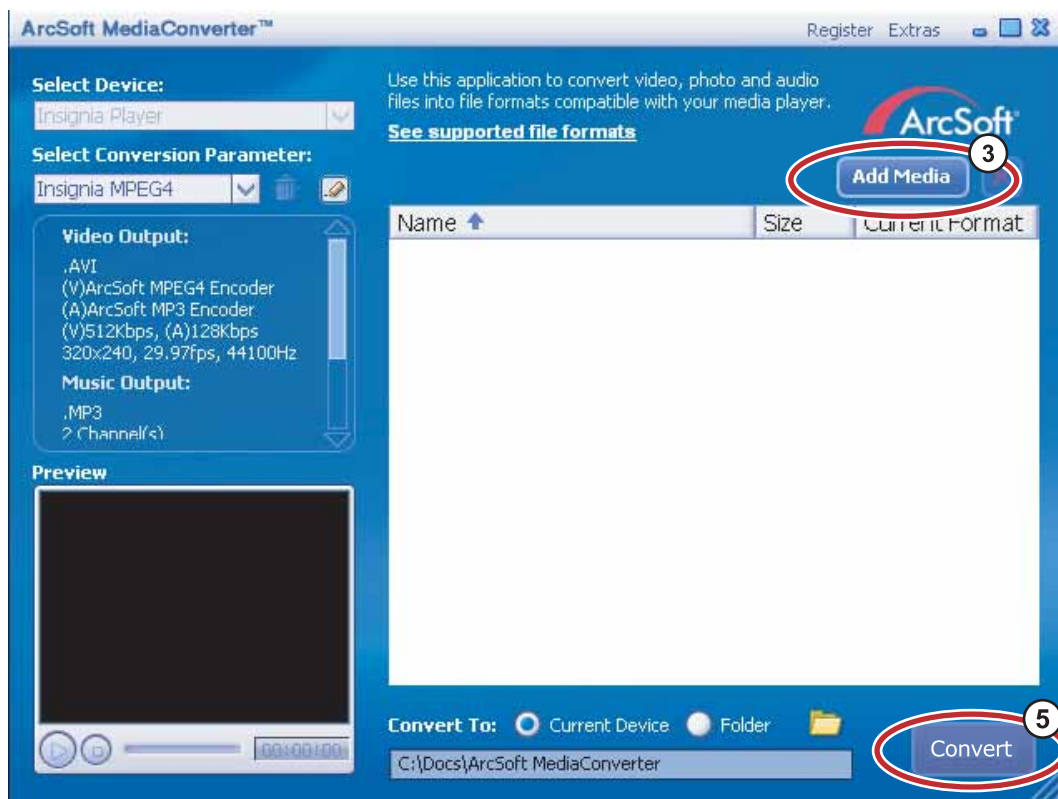 ArcSoft MediaConverter™
Register Extras
Select Device:
Insignia Player
Select Conversion Parameter:
Insignia MPEG4
Video Output:
.AVI
(V)ArcSoft MPEG4 Encoder
(A)ArcSoft MP3 Encoder
(V)512Kbps, (A)128Kbps
320x240, 29.97fps, 44100Hz
Music Output:
.MP3
2 Channel(s)
Preview
00:00:00
Use this application to convert video, photo and audio
files into file formats compatible with your media player.
See supported file formats
ArcSoft
3
Add Media
Name Size Current Format
Convert To: Current Device Folder
C:\Docs\ArcSoft MediaConverter
5
Convert